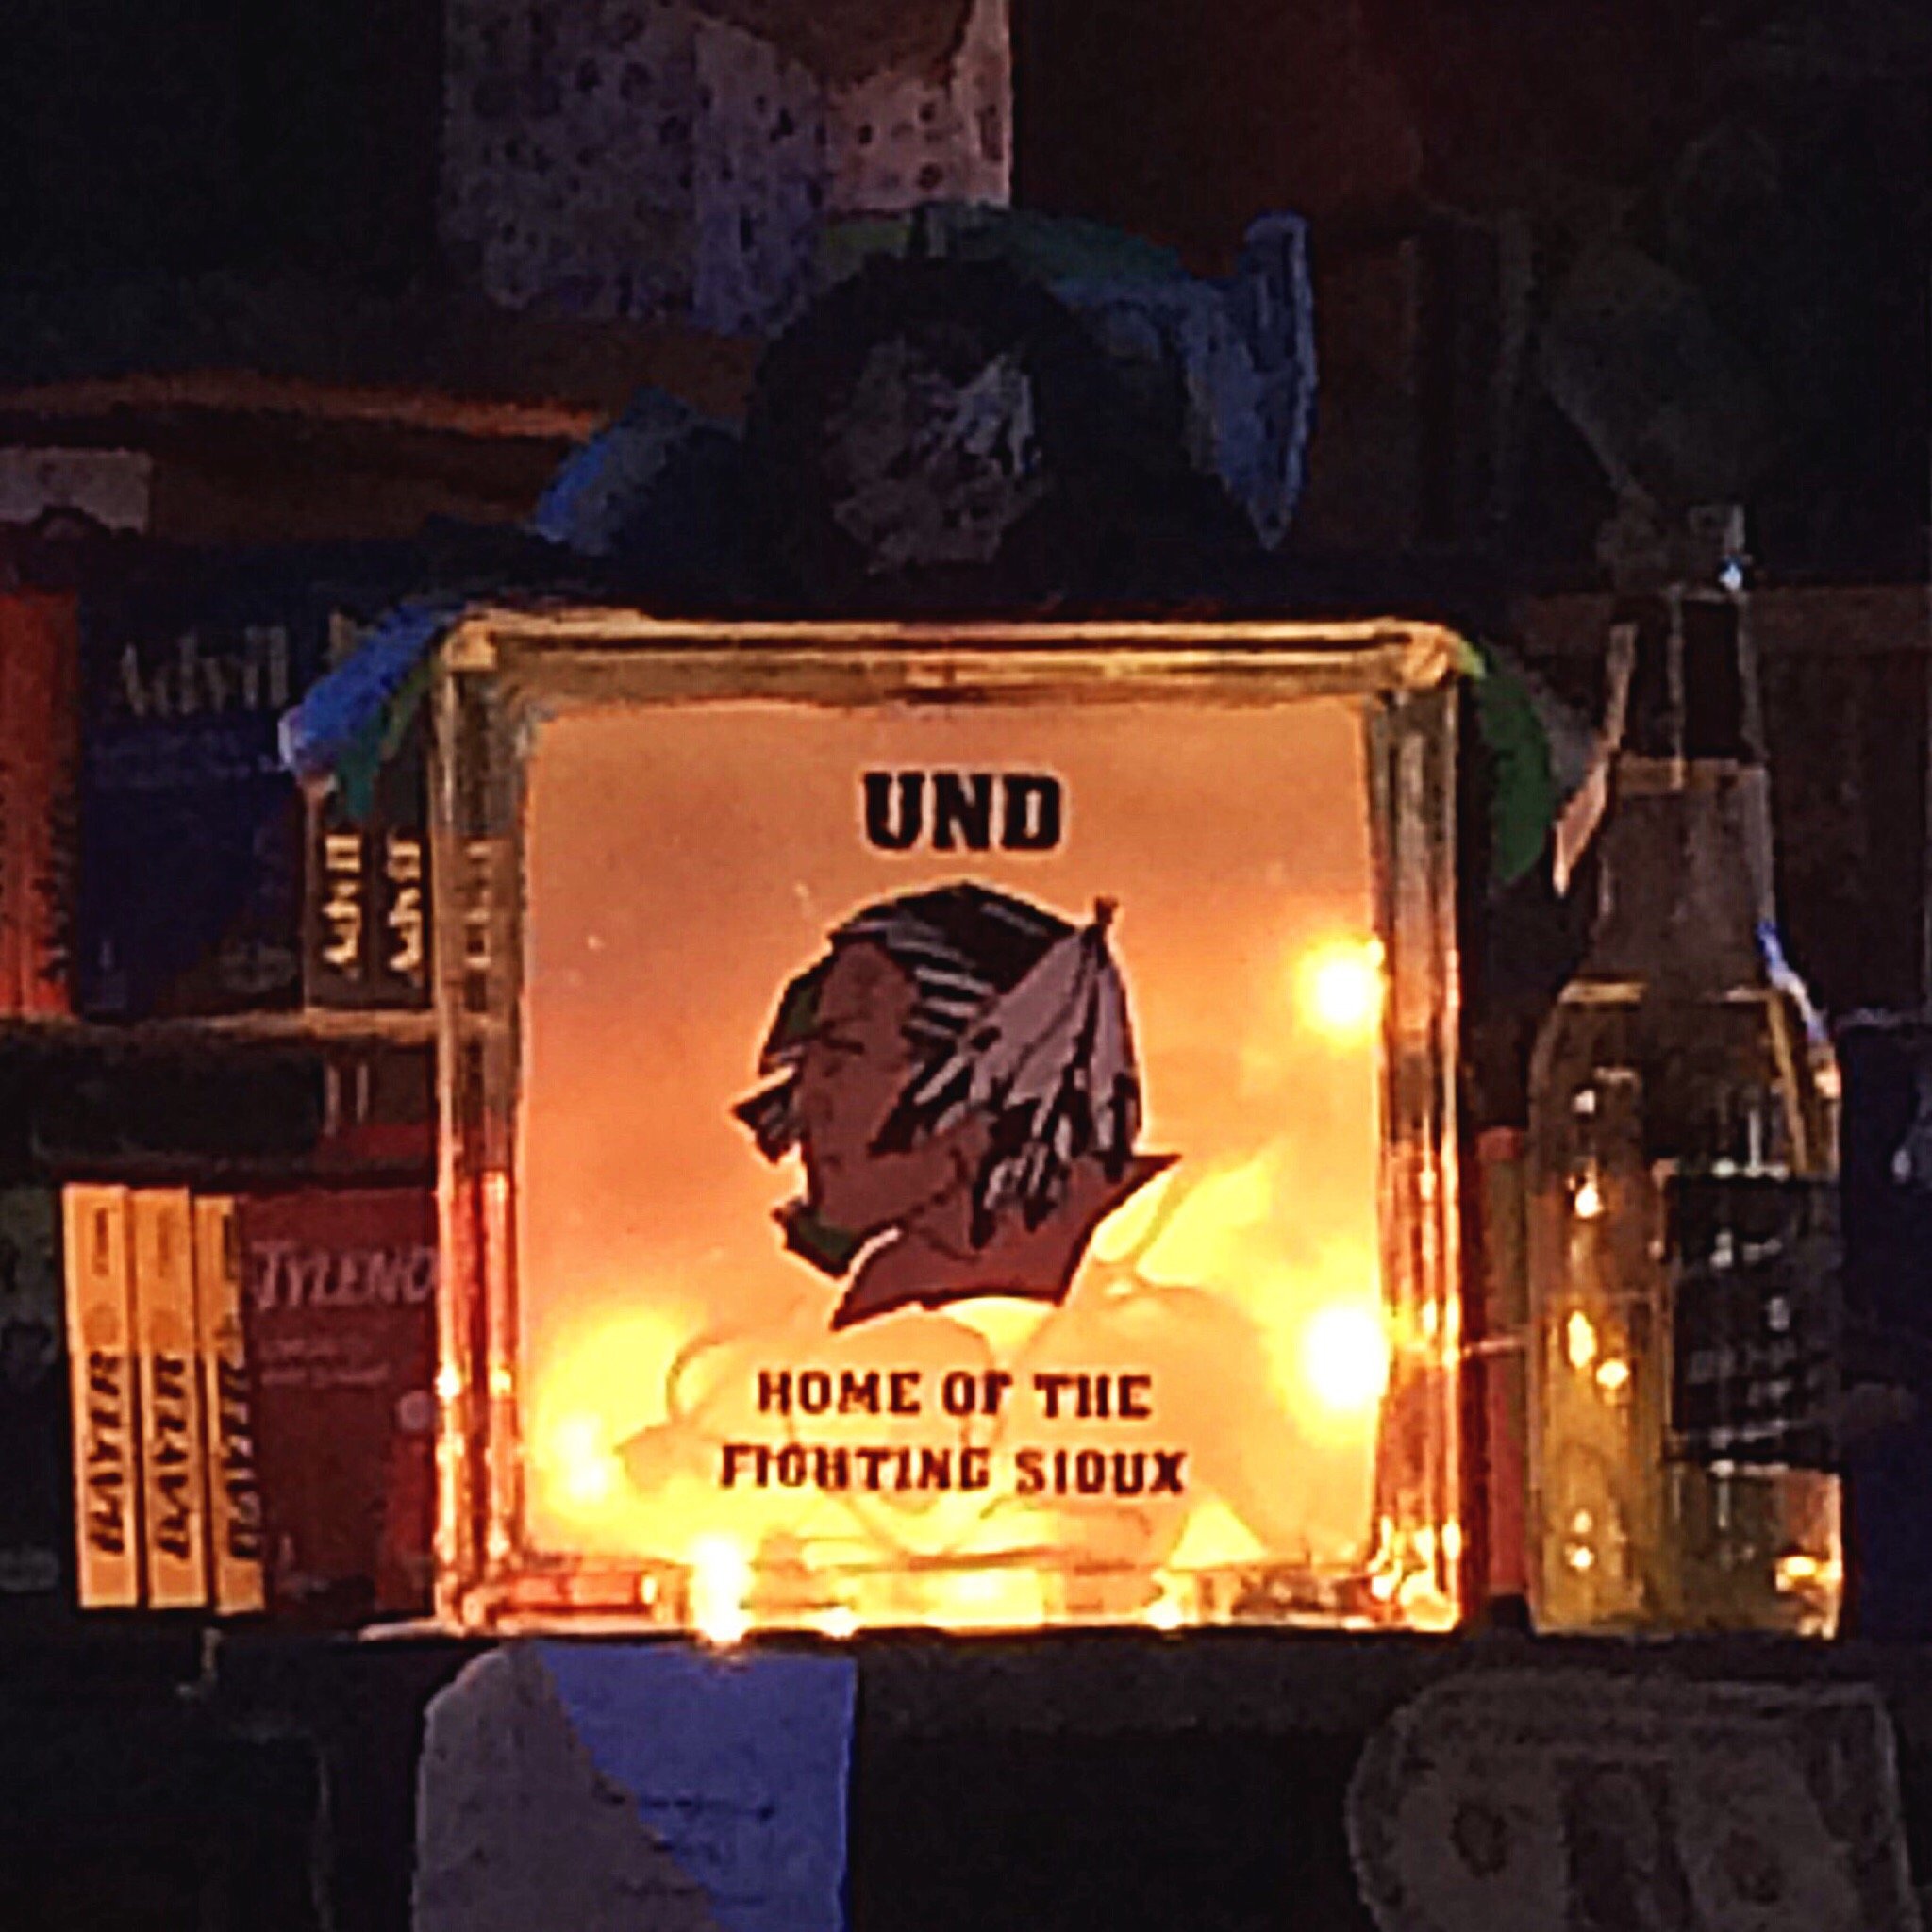 Advil
Advil
Advil
UND
TYLENOL
BAYER
BAYER
BAYER
HOME OF THE
FIGHTING SIOUX